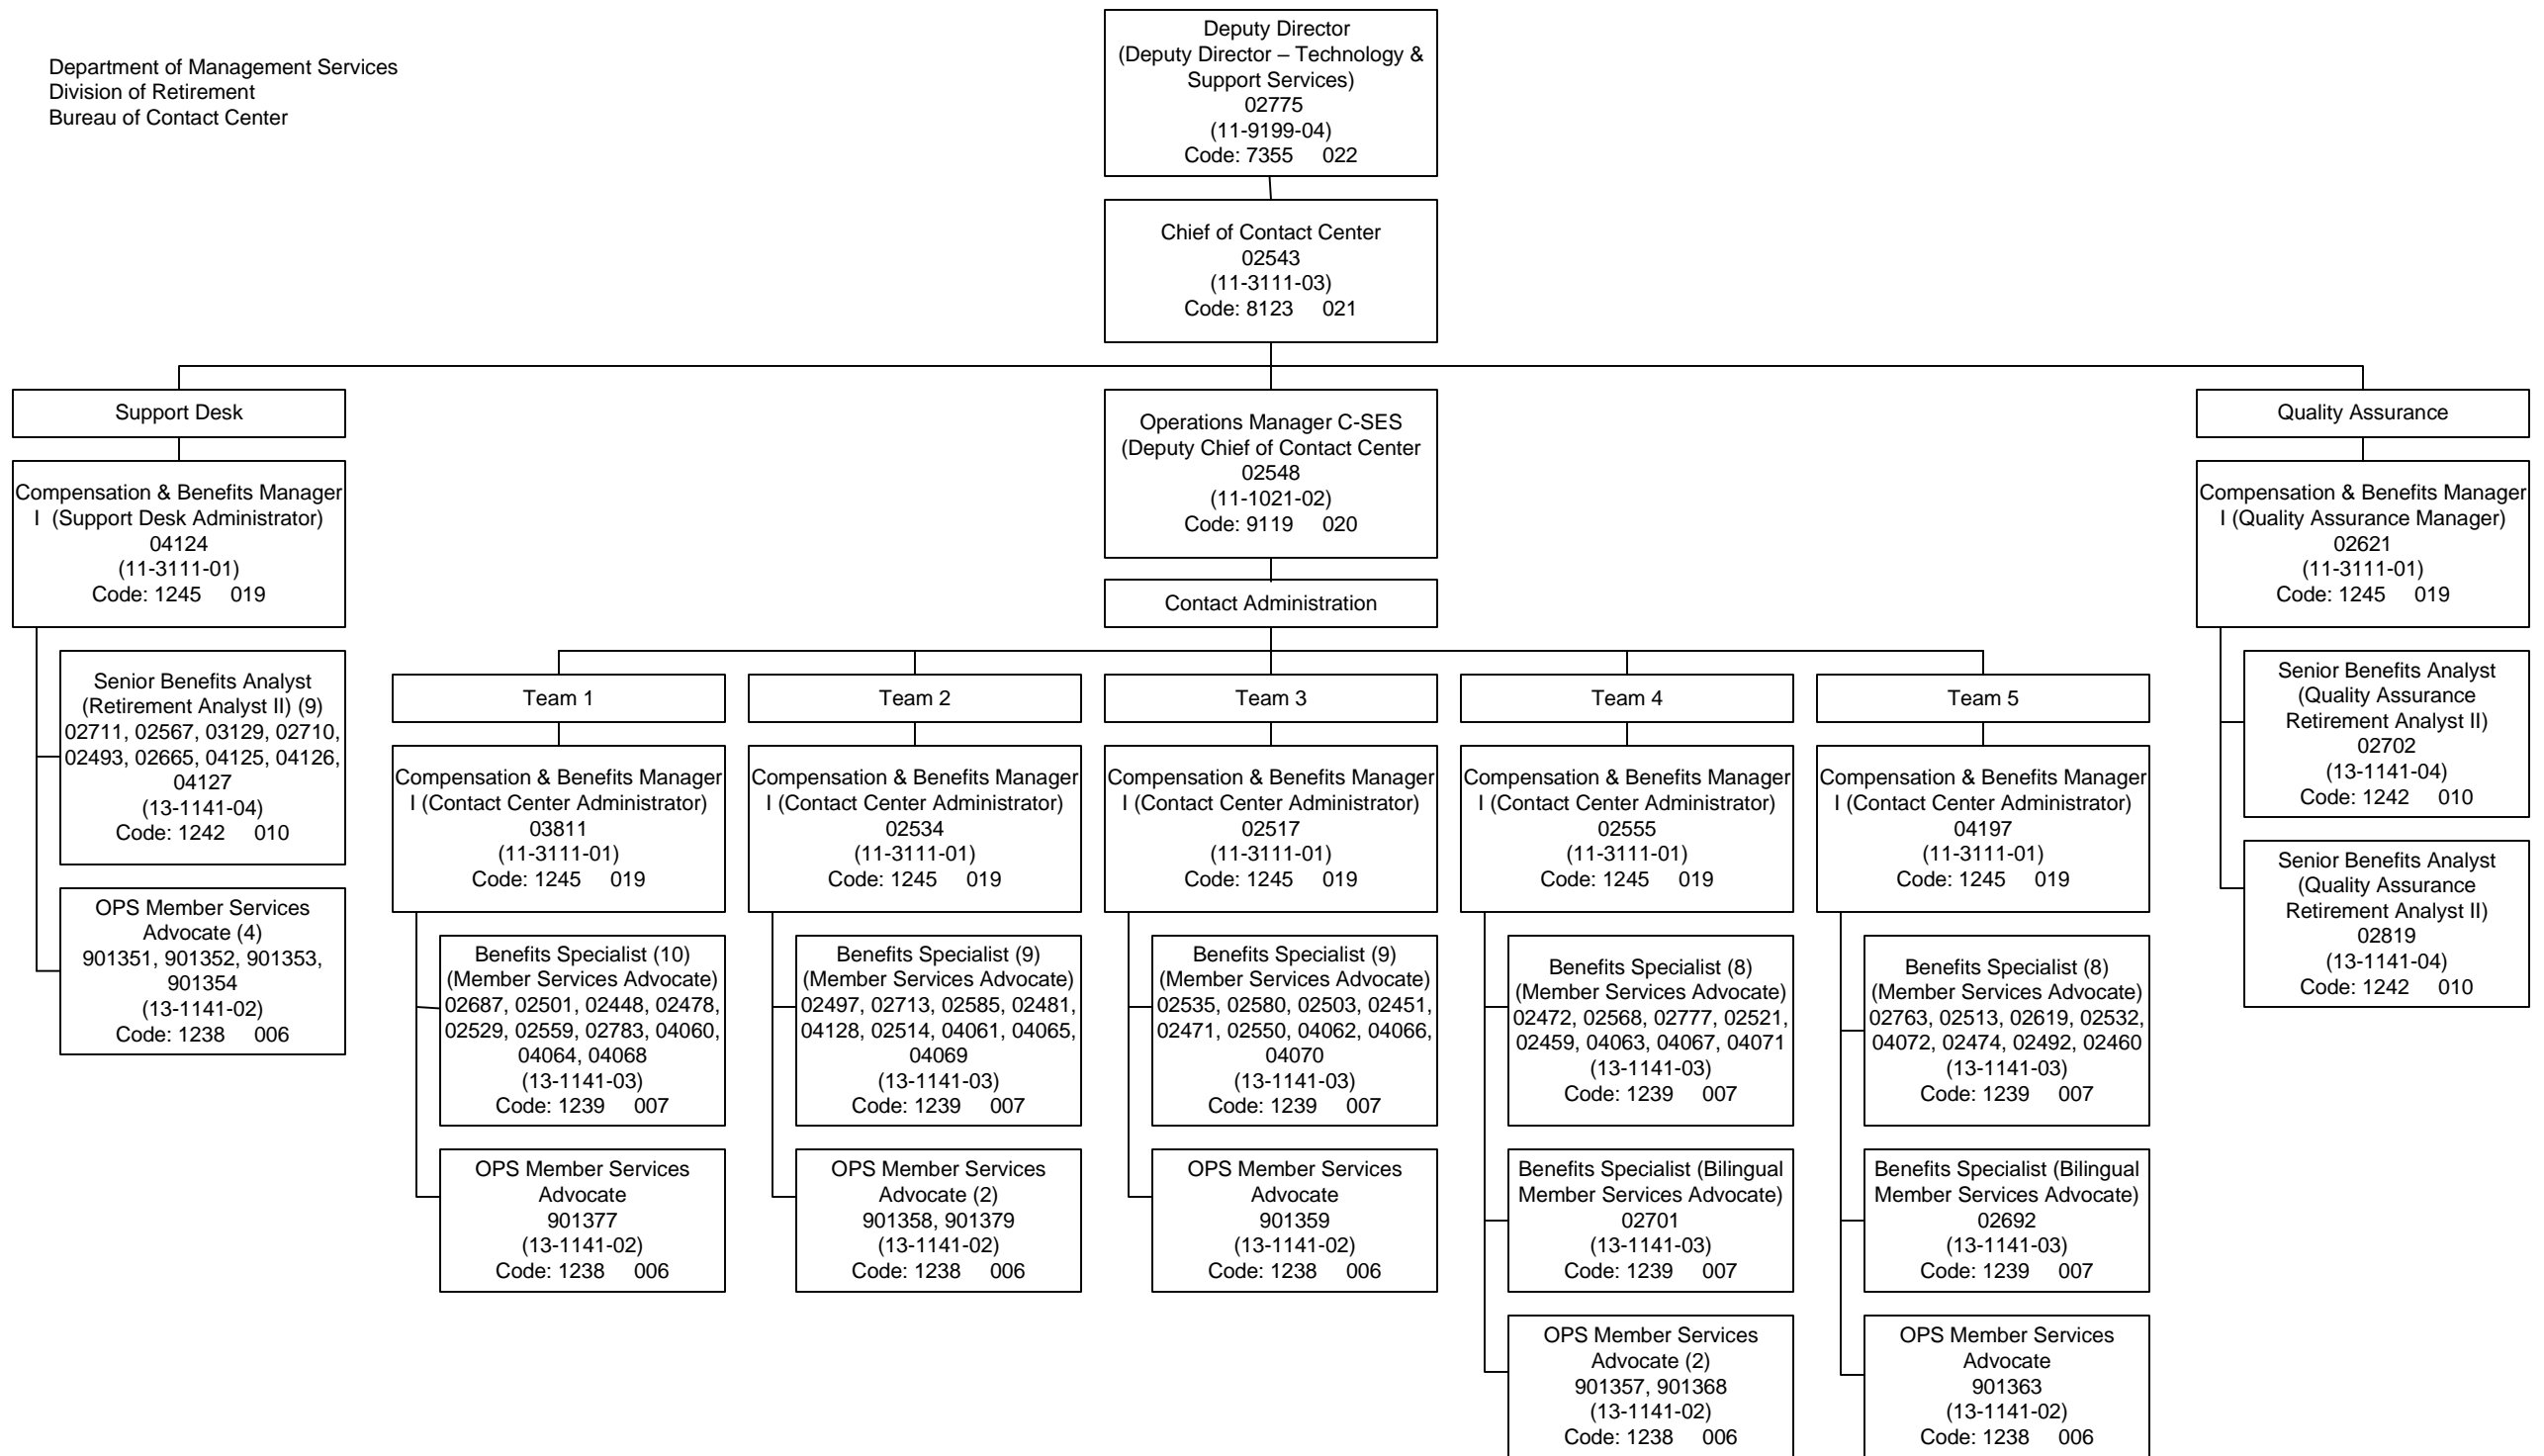 Department of Management Services
Division of Retirement
Bureau of Contact Center
Deputy Director
(Deputy Director – Technology &
Support Services)
02775
(11-9199-04)
Code: 7355 022
Chief of Contact Center
02543
(11-3111-03)
Code: 8123 021
Support Desk
Compensation & Benefits Manager
I (Support Desk Administrator)
04124
(11-3111-01)
Code: 1245 019
Senior Benefits Analyst
(Retirement Analyst II) (9)
02711, 02567, 03129, 02710,
02493, 02665, 04125, 04126,
04127
(13-1141-04)
Code: 1242 010
OPS Member Services
Advocate (4)
901351, 901352, 901353,
901354
(13-1141-02)
Code: 1238 006
Operations Manager C-SES
(Deputy Chief of Contact Center
02548
(11-1021-02)
Code: 9119 020
Contact Administration
Team 1
Compensation & Benefits Manager
I (Contact Center Administrator)
03811
(11-3111-01)
Code: 1245 019
Benefits Specialist (10)
(Member Services Advocate)
02687, 02501, 02448, 02478,
02529, 02559, 02783, 04060,
04064, 04068
(13-1141-03)
Code: 1239 007
OPS Member Services
Advocate
901377
(13-1141-02)
Code: 1238 006
Team 2
Compensation & Benefits Manager
I (Contact Center Administrator)
02534
(11-3111-01)
Code: 1245 019
Benefits Specialist (9)
(Member Services Advocate)
02497, 02713, 02585, 02481,
04128, 02514, 04061, 04065,
04069
(13-1141-03)
Code: 1239 007
OPS Member Services
Advocate (2)
901358, 901379
(13-1141-02)
Code: 1238 006
Team 3
Compensation & Benefits Manager
I (Contact Center Administrator)
02517
(11-3111-01)
Code: 1245 019
Benefits Specialist (9)
(Member Services Advocate)
02535, 02580, 02503, 02451,
02471, 02550, 04062, 04066,
04070
(13-1141-03)
Code: 1239 007
OPS Member Services
Advocate
901359
(13-1141-02)
Code: 1238 006
Team 4
Compensation & Benefits Manager
I (Contact Center Administrator)
02555
(11-3111-01)
Code: 1245 019
Benefits Specialist (8)
(Member Services Advocate)
02472, 02568, 02777, 02521,
02459, 04063, 04067, 04071
(13-1141-03)
Code: 1239 007
Benefits Specialist (Bilingual
Member Services Advocate)
02701
(13-1141-03)
Code: 1239 007
OPS Member Services
Advocate (2)
901357, 901368
(13-1141-02)
Code: 1238 006
Team 5
Compensation & Benefits Manager
I (Contact Center Administrator)
04197
(11-3111-01)
Code: 1245 019
Benefits Specialist (8)
(Member Services Advocate)
02763, 02513, 02619, 02532,
04072, 02474, 02492, 02460
(13-1141-03)
Code: 1239 007
Benefits Specialist (Bilingual
Member Services Advocate)
02692
(13-1141-03)
Code: 1239 007
OPS Member Services
Advocate
901363
(13-1141-02)
Code: 1238 006
Quality Assurance
Compensation & Benefits Manager
I (Quality Assurance Manager)
02621
(11-3111-01)
Code: 1245 019
Senior Benefits Analyst
(Quality Assurance
Retirement Analyst II)
02702
(13-1141-04)
Code: 1242 010
Senior Benefits Analyst
(Quality Assurance
Retirement Analyst II)
02819
(13-1141-04)
Code: 1242 010